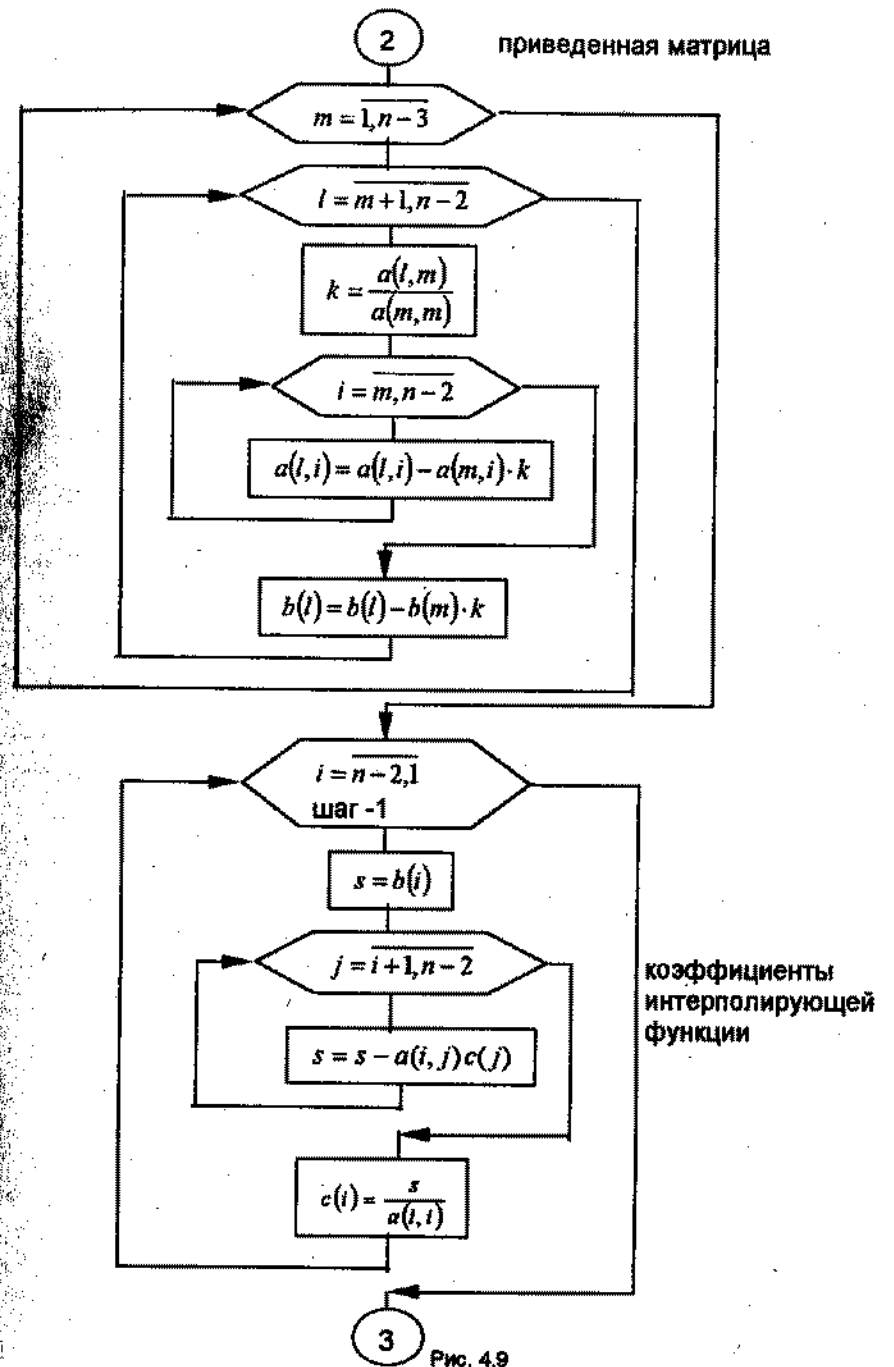 2
приведенная матрица
m = 1, n − 3
l = m + 1, n − 2
k = a(l, m) / a(m, m)
i = m, n − 2
a(l, i) = a(l, i) − a(m, i) · k
b(l) = b(l) − b(m) · k
i = n − 2, 1
шаг -1
s = b(i)
j = i + 1, n − 2
коэффициенты
интерполирующей
функции
s = s − a(i, j)c(j)
c(i) = s / a(i, i)
3
Рис. 4.9